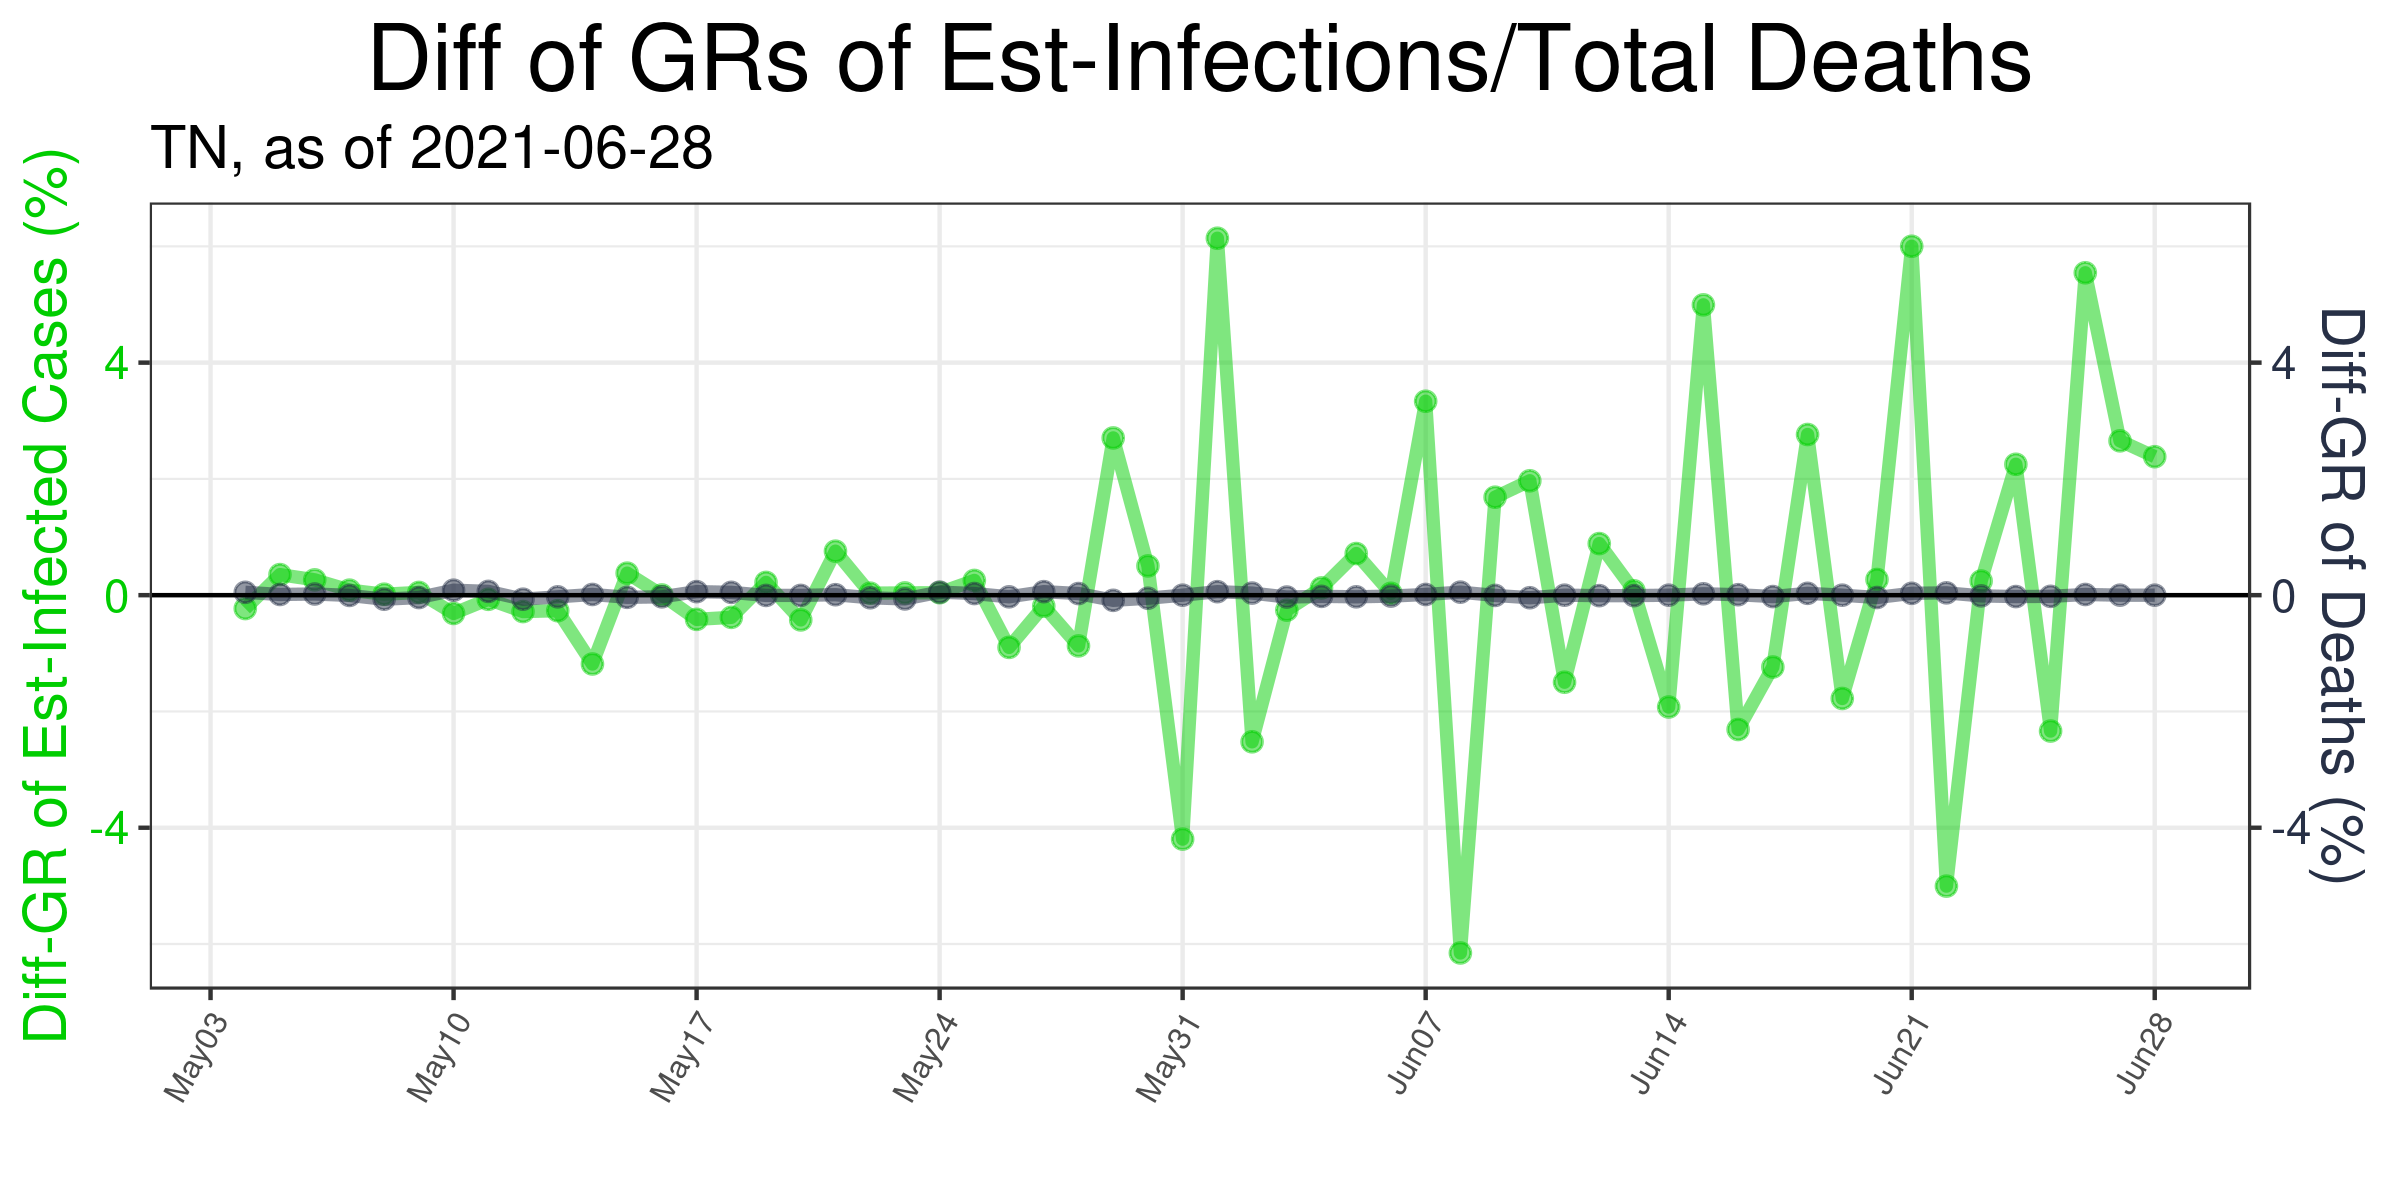 Diff of GRs of Est-Infections/Total Deaths
TN, as of 2021-06-28
Diff-GR of Est-Infected Cases (%)
4
0
-4
4
0
-4
Diff-GR of Deaths (%)
May03
May10
May17
May24
May31
Jun07
Jun14
Jun21
Jun28